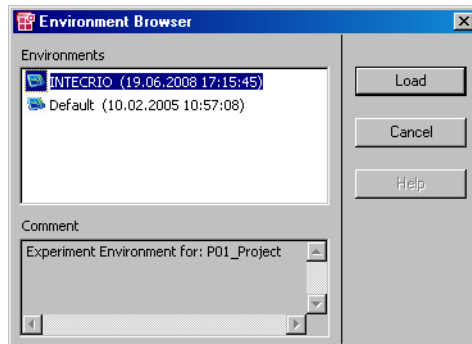 Environment Browser
Environments
INTECRIO (19.06.2008 17:15:45)
Default (10.02.2005 10:57:08)
Load
Cancel
Help
Comment
Experiment Environment for: P01_Project